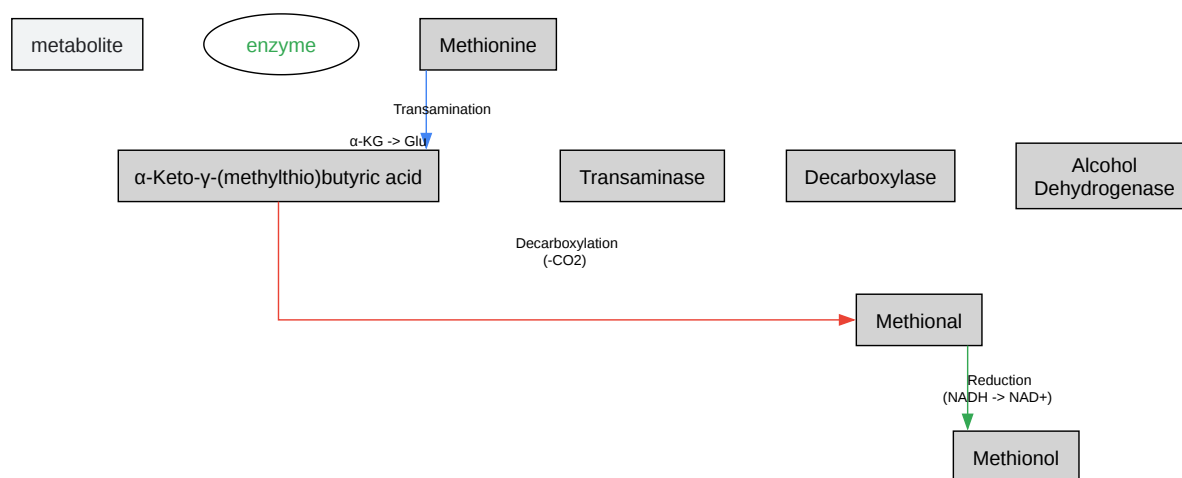 metabolite
enzyme
Methionine
Transamination
α-KG -> Glu
α-Keto-γ-(methylthio)butyric acid
Transaminase
Decarboxylase
Alcohol
Dehydrogenase
Decarboxylation
(-CO2)
Methional
Reduction
(NADH -> NAD+)
Methionol